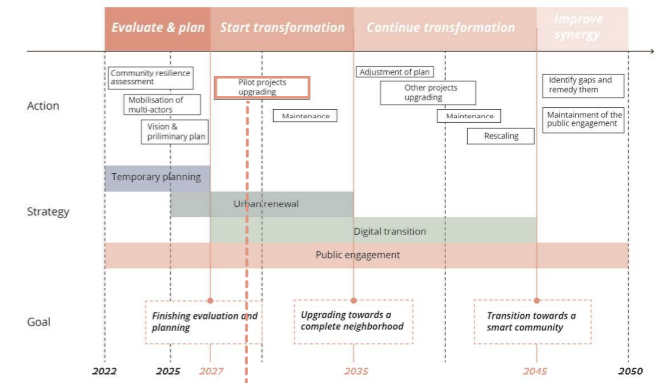 Evaluate & plan
Start transformation
Continue transformation
Improve
synergy
Action
Community resilience
assessment
Mobilisation of
multi-actors
Vision &
priliminary plan
Pilot projects
upgrading
Maintenance
Adjustment of plan
Other projects
upgrading
Maintenance
Rescaling
Identify gaps and
remedy them
Maintainment of the
public engagement
Strategy
Temporary planning
Urban renewal
Digital transition
Public engagement
Goal
Finishing evaluation and
planning
Upgrading towards a
complete neighborhood
Transition towards a
smart community
2022
2025
2027
2035
2045
2050